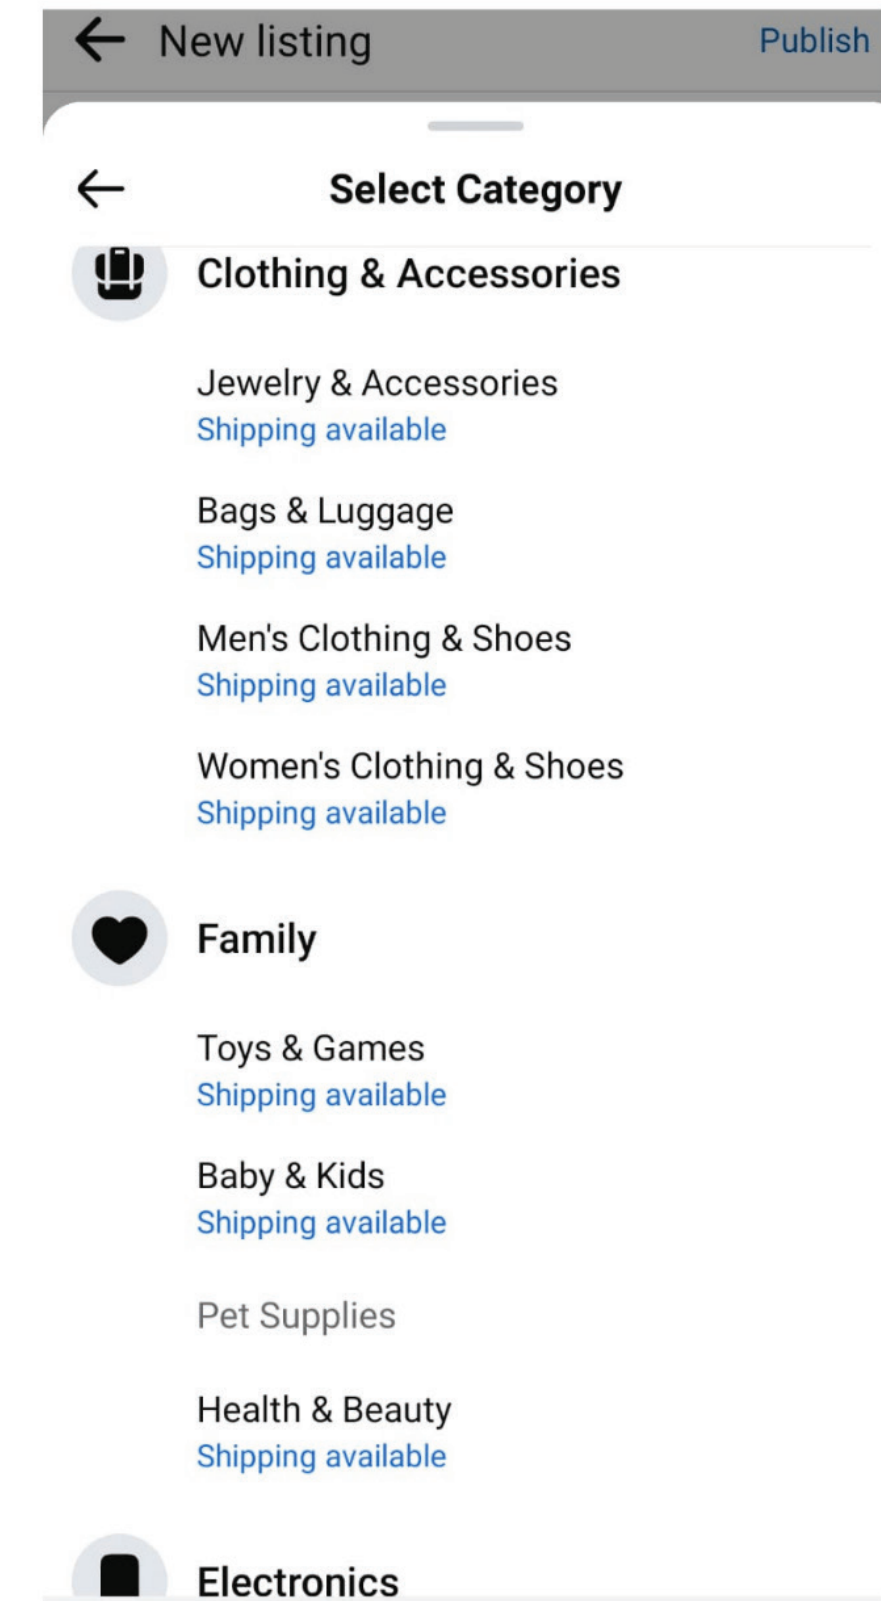 New listing
Publish
Select Category
Clothing & Accessories
Jewelry & Accessories
Shipping available
Bags & Luggage
Shipping available
Men's Clothing & Shoes
Shipping available
Women's Clothing & Shoes
Shipping available
Family
Toys & Games
Shipping available
Baby & Kids
Shipping available
Pet Supplies
Health & Beauty
Shipping available
Electronics